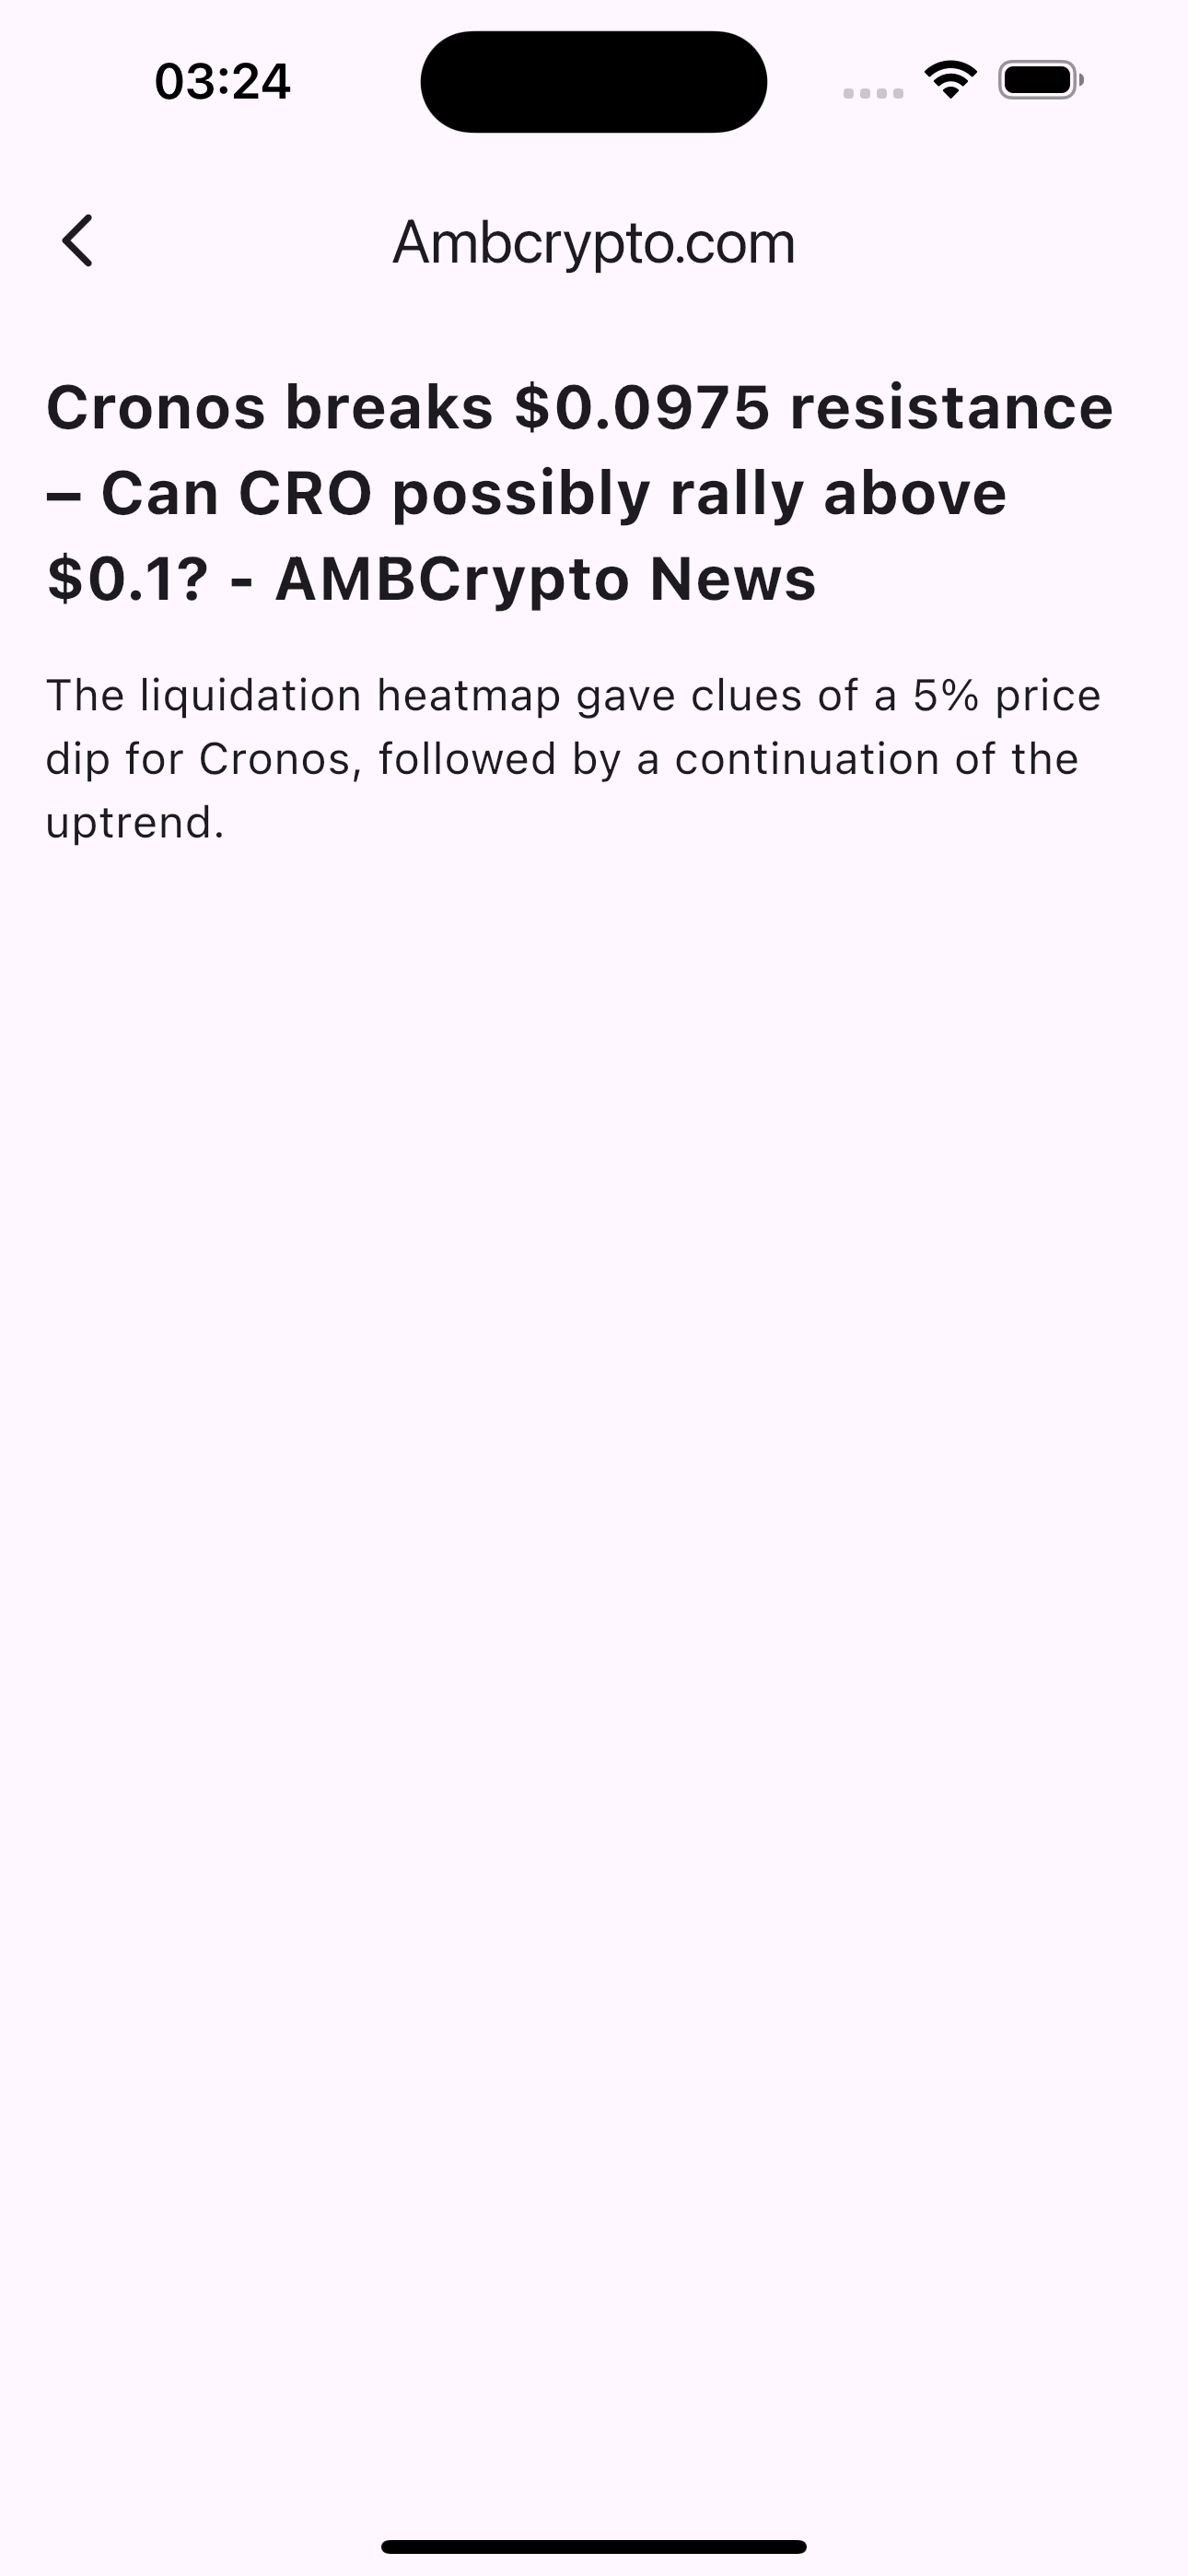 03:24
Ambcrypto.com
Cronos breaks $0.0975 resistance
– Can CRO possibly rally above
$0.1? - AMBCrypto News
The liquidation heatmap gave clues of a 5% price
dip for Cronos, followed by a continuation of the
uptrend.